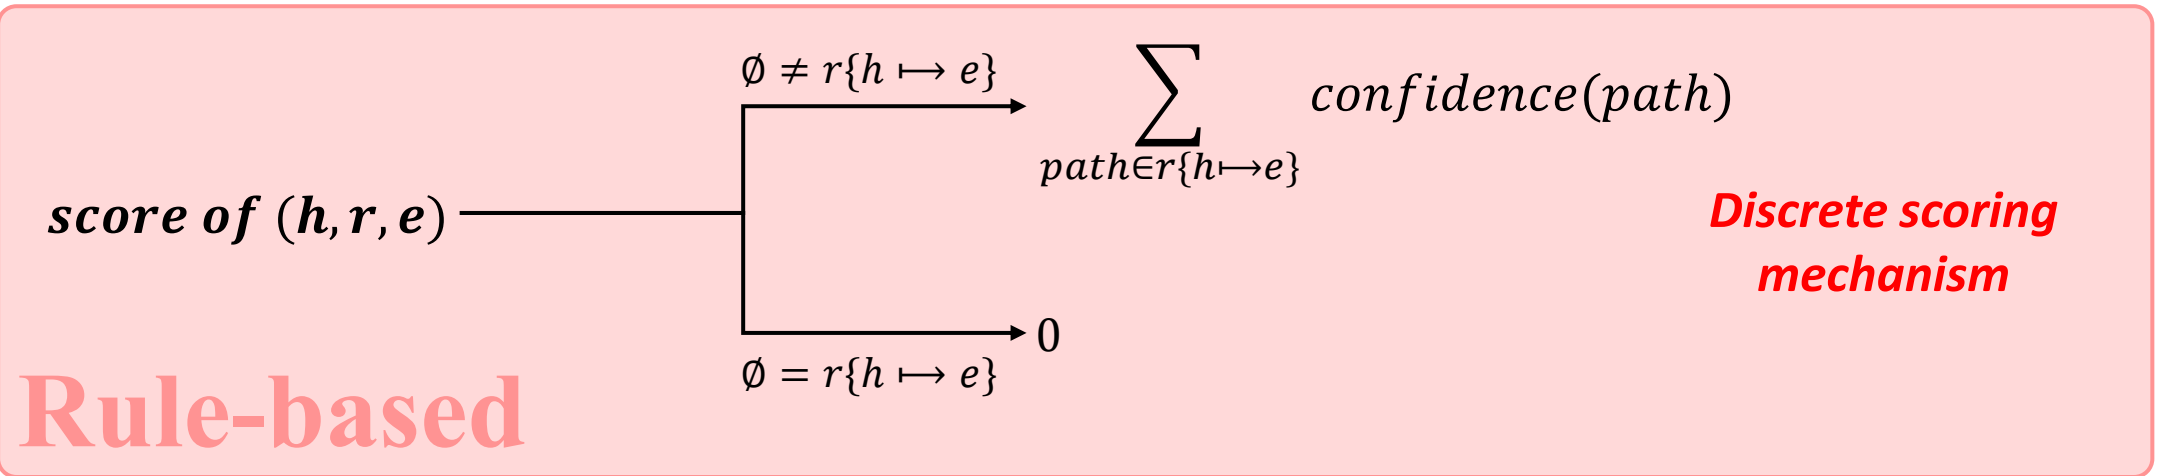 ∅ ≠ r{h ⟼ e}
∑ confidence(path)
path∈r{h⟼e}
score of (h, r, e)
Discrete scoring
mechanism
0
∅ = r{h ⟼ e}
Rule-based